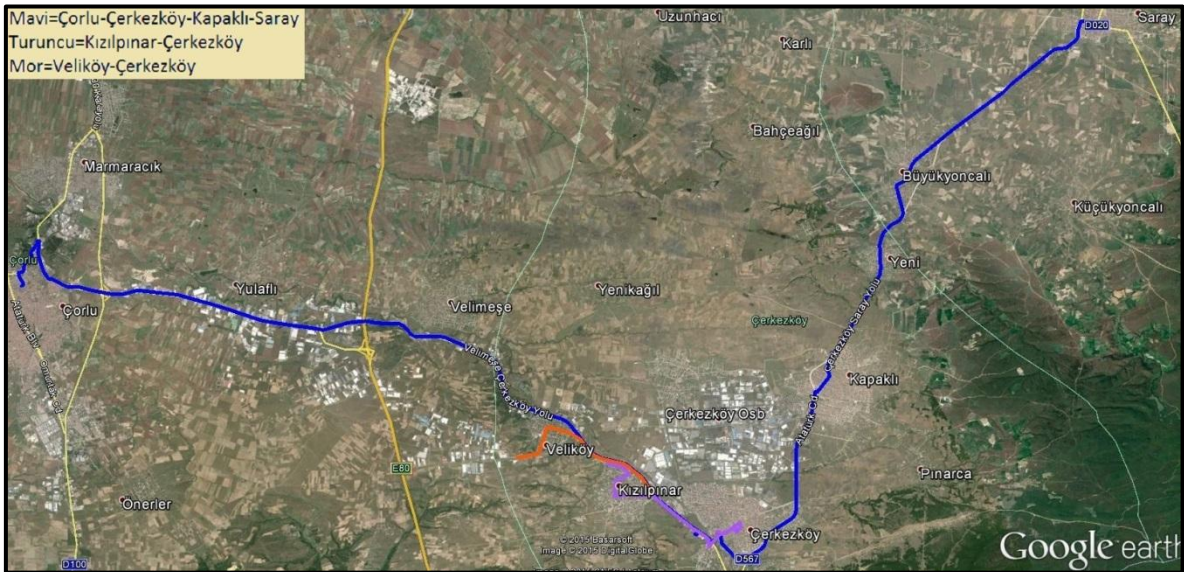 Mavi=Çorlu-Çerkezköy-Kapaklı-Saray
Turuncu=Kızılpınar-Çerkezköy
Mor=Veliköy-Çerkezköy
Uzunhacı
D020
Saray
Karlı
Bahçeağıl
Marmaracık
Büyükyoncalı
Küçükyoncalı
Çorlu
Yulaflı
Yeni
Yenikağıl
Velimeşe
Çorlu
Çerkezköy
Çerkezköy Saray Yolu
Velimeşe Çerkezköy Yolu
Kapaklı
Çerkezköy Osb
Atatürk Cd
Veliköy
E80
Pınarca
Kızılpınar
Önerler
Çerkezköy
© 2015 Basarsoft
Image © 2015 DigitalGlobe
D100
D567
Google earth